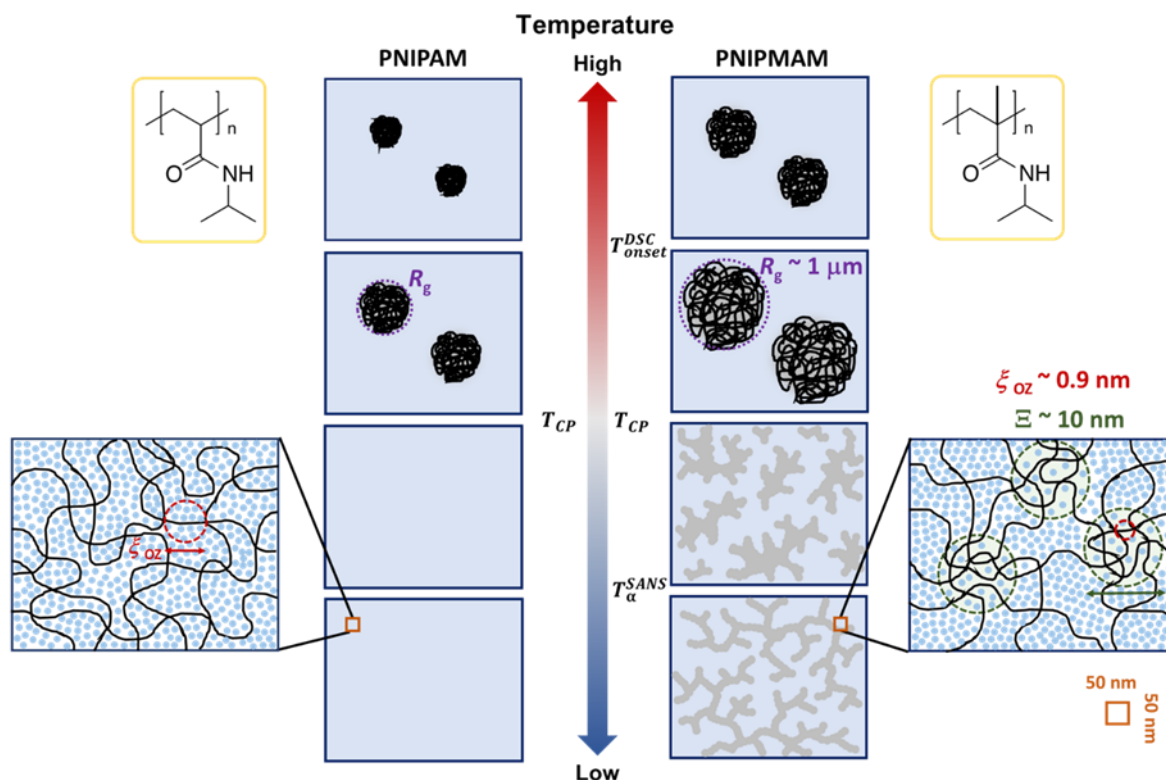 Temperature
PNIPAM
High
PNIPMAM
n
O
NH
n
O
NH
T_onset^DSC
R_g
R_g ~ 1 μm
ξ_OZ ~ 0.9 nm
Ξ ~ 10 nm
T_CP
T_CP
ξ_OZ
T_α^SANS
50 nm
50 nm
Low